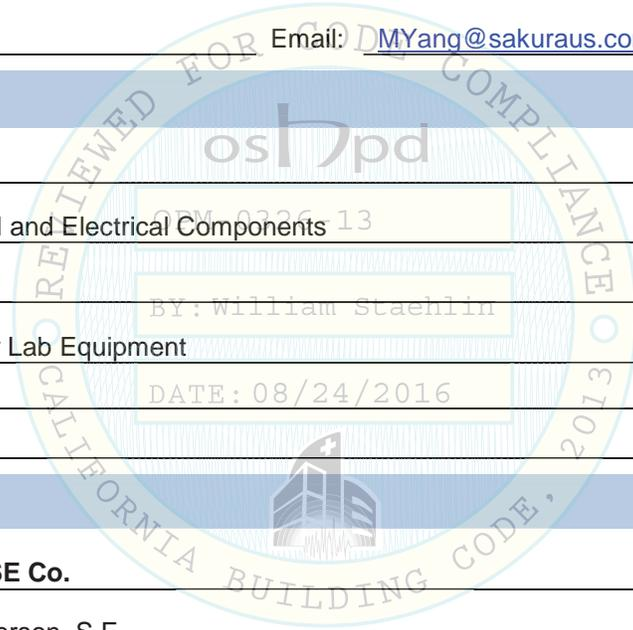 Email: MYang@sakuraus.co
REVIEWED FOR CODE COMPLIANCE
oshpd
and Electrical Components
OPM-0326-13
BY: William Staehlin
Lab Equipment
DATE: 08/24/2016
CALIFORNIA BUILDING CODE, 2013
SE Co.
S.E.